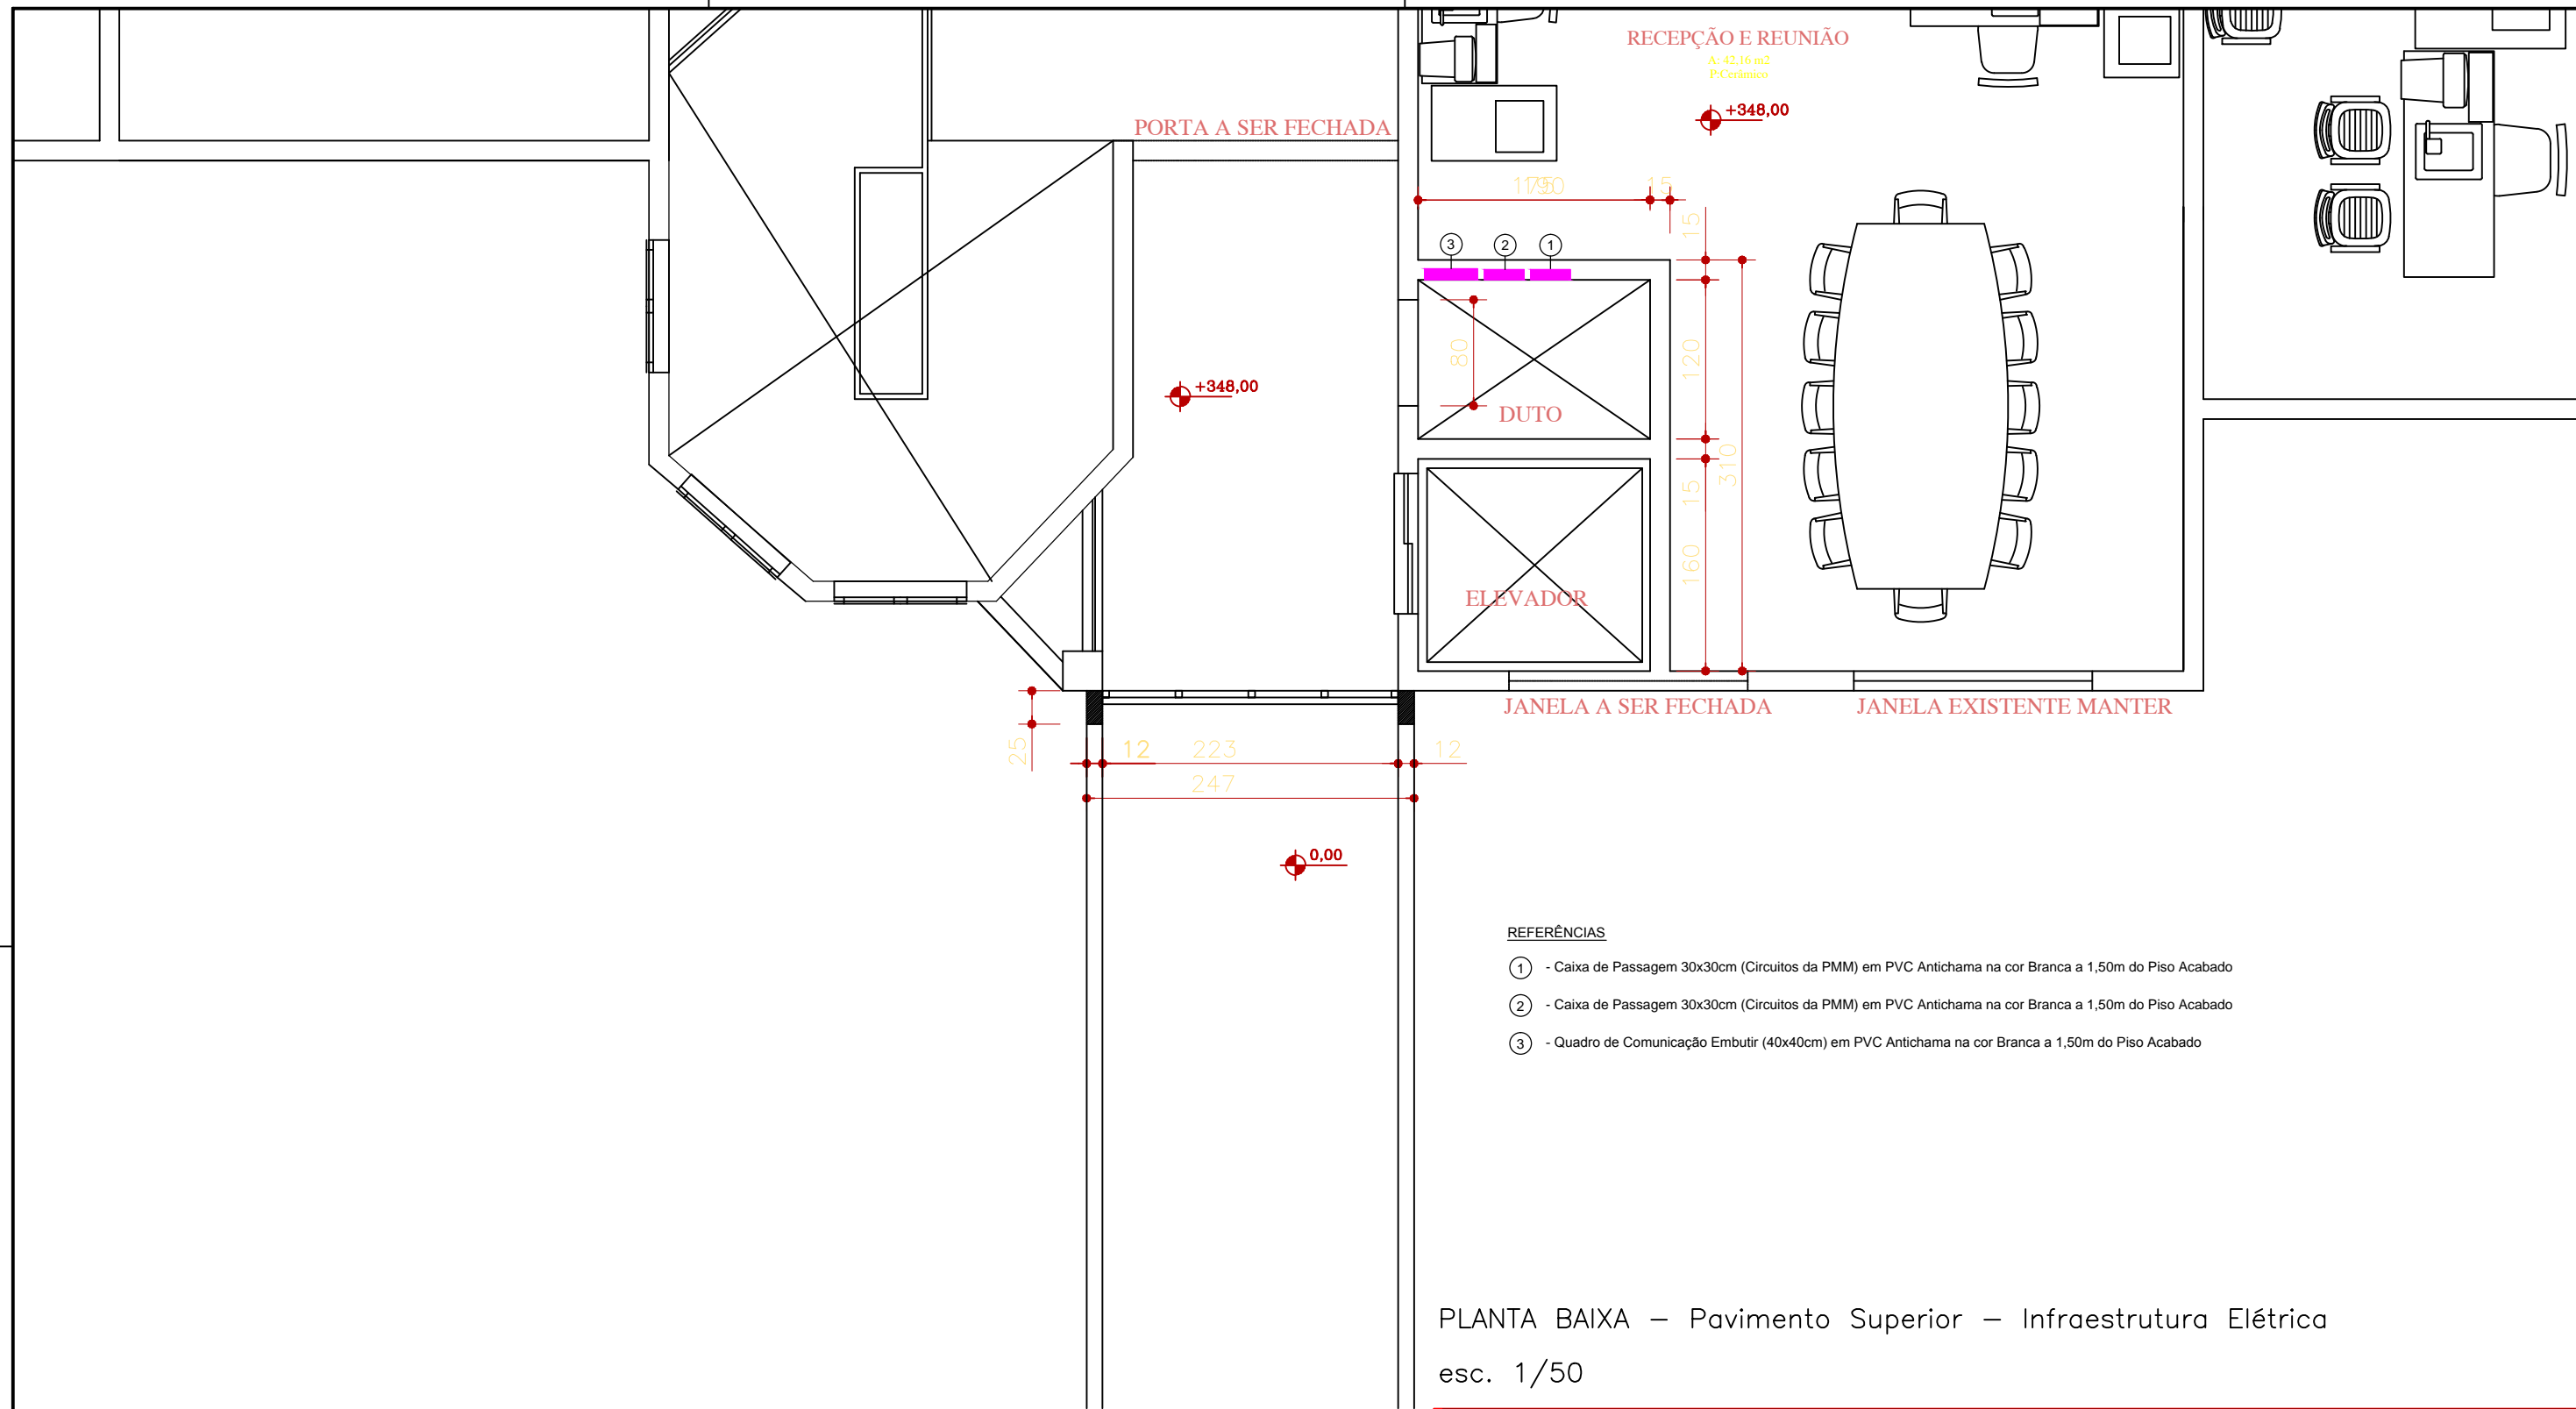 RECEPÇÃO E REUNIÃO
A: 42,16 m2
P:Cerâmico
+348,00
PORTA A SER FECHADA
15
15
3
2
1
80
120
DUTO
+348,00
310
15
160
ELEVADOR
JANELA A SER FECHADA
JANELA EXISTENTE MANTER
25
12
223
12
247
0,00
REFERÊNCIAS
1 - Caixa de Passagem 30x30cm (Circuitos da PMM) em PVC Antichama na cor Branca a 1,50m do Piso Acabado
2 - Caixa de Passagem 30x30cm (Circuitos da PMM) em PVC Antichama na cor Branca a 1,50m do Piso Acabado
3 - Quadro de Comunicação Embutir (40x40cm) em PVC Antichama na cor Branca a 1,50m do Piso Acabado
PLANTA BAIXA – Pavimento Superior – Infraestrutura Elétrica
esc. 1/50